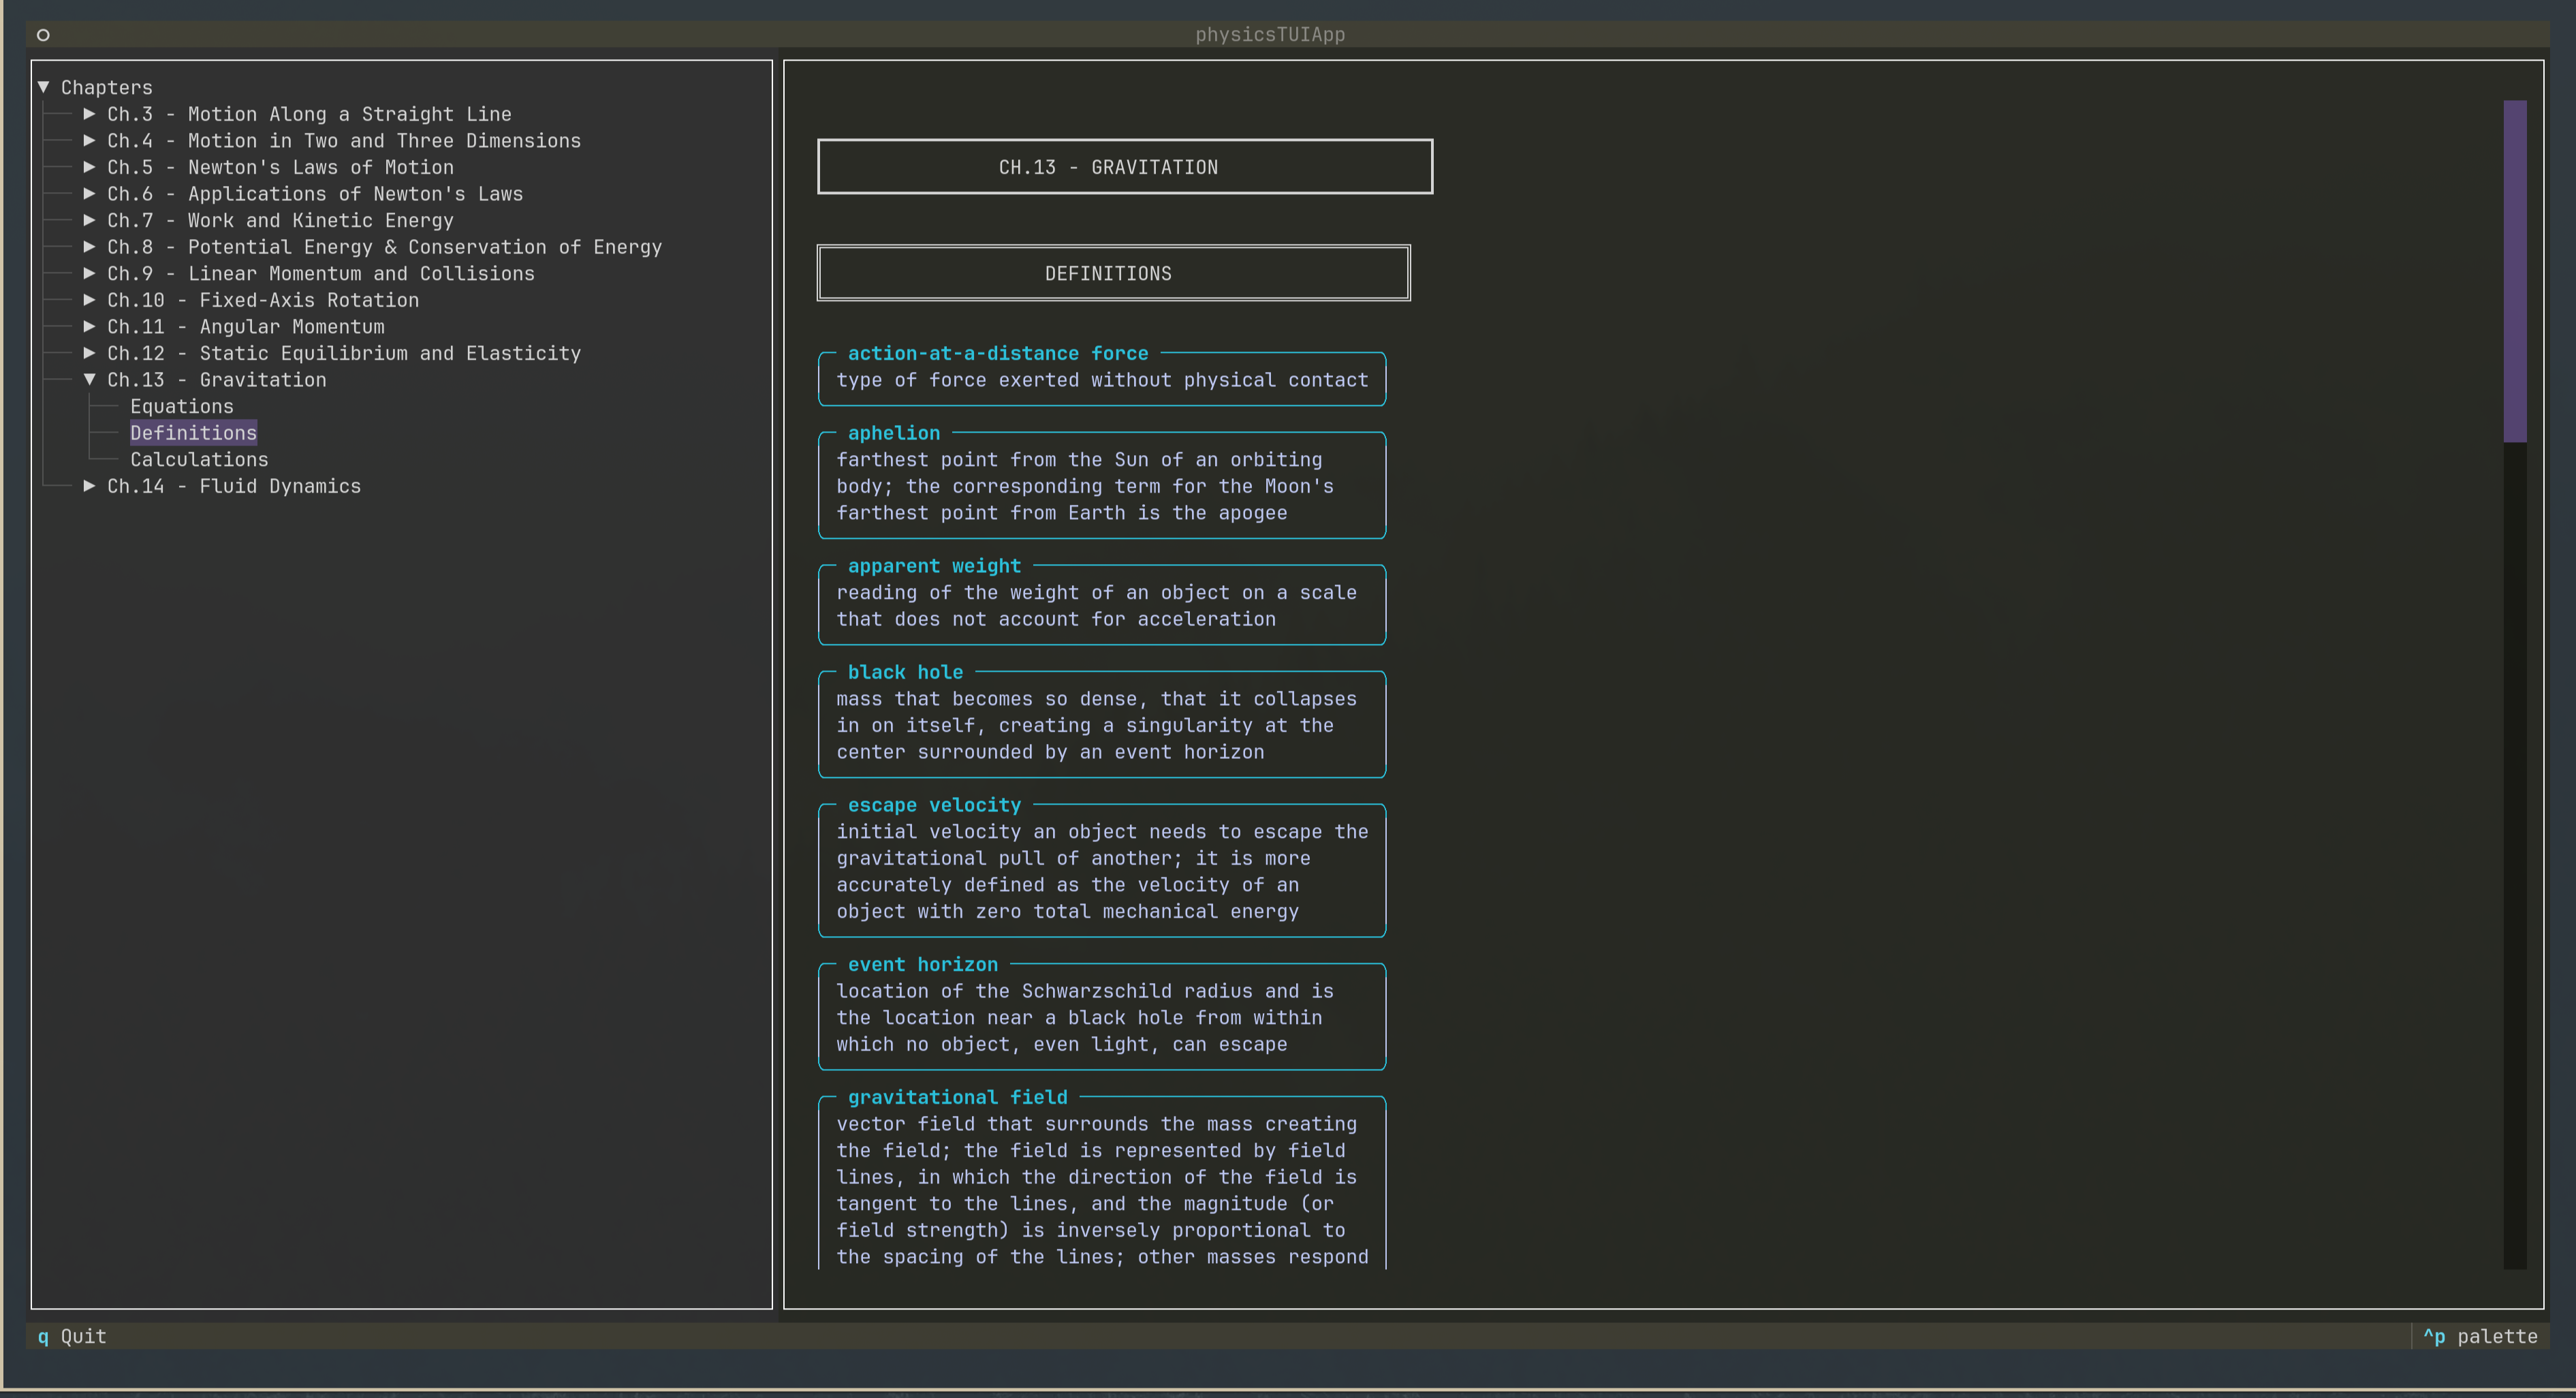 physicsTUIApp
Chapters
Ch.3 - Motion Along a Straight Line
Ch.4 - Motion in Two and Three Dimensions
Ch.5 - Newton's Laws of Motion
Ch.6 - Applications of Newton's Laws
Ch.7 - Work and Kinetic Energy
Ch.8 - Potential Energy & Conservation of Energy
Ch.9 - Linear Momentum and Collisions
Ch.10 - Fixed-Axis Rotation
Ch.11 - Angular Momentum
Ch.12 - Static Equilibrium and Elasticity
Ch.13 - Gravitation
Equations
Definitions
Calculations
Ch.14 - Fluid Dynamics
CH.13 - GRAVITATION
DEFINITIONS
action-at-a-distance force
type of force exerted without physical contact
aphelion
farthest point from the Sun of an orbiting
body; the corresponding term for the Moon's
farthest point from Earth is the apogee
apparent weight
reading of the weight of an object on a scale
that does not account for acceleration
black hole
mass that becomes so dense, that it collapses
in on itself, creating a singularity at the
center surrounded by an event horizon
escape velocity
initial velocity an object needs to escape the
gravitational pull of another; it is more
accurately defined as the velocity of an
object with zero total mechanical energy
event horizon
location of the Schwarzschild radius and is
the location near a black hole from within
which no object, even light, can escape
gravitational field
vector field that surrounds the mass creating
the field; the field is represented by field
lines, in which the direction of the field is
tangent to the lines, and the magnitude (or
field strength) is inversely proportional to
the spacing of the lines; other masses respond
q Quit
^p palette